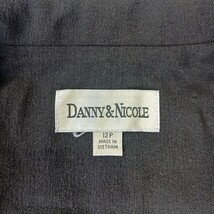 DANNY & NICOLE
12P
MADE IN
VIETNAM